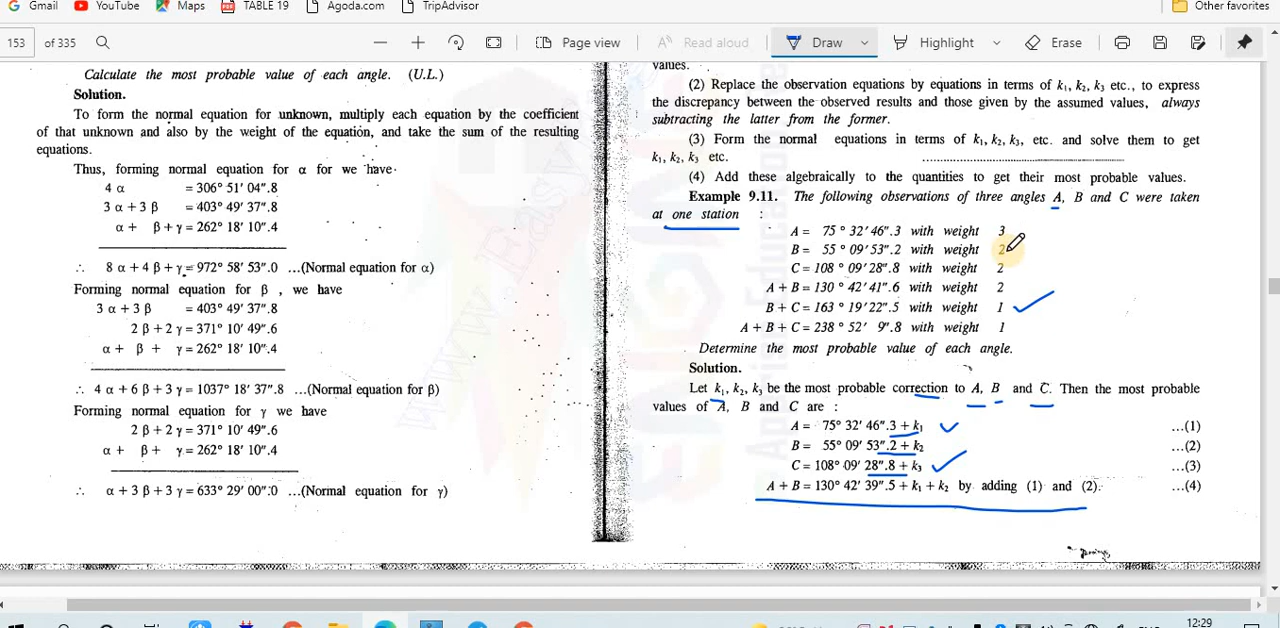 Gmail YouTube Maps TABLE 19 Agoda.com TripAdvisor Other favorites
153 of 335 Page view Read aloud Draw Highlight Erase
Calculate the most probable value of each angle. (U.L.)
Solution.
To form the normal equation for unknown, multiply each equation by the coefficient
of that unknown and also by the weight of the equation, and take the sum of the resulting
equations.
Thus, forming normal equation for α for we have
4 α = 306° 51' 04".8
3 α + 3 β = 403° 49' 37".8
α + β + γ = 262° 18' 10".4
∴ 8 α + 4 β + γ = 972° 58' 53".0 ...(Normal equation for α)
Forming normal equation for β , we have
3 α + 3 β = 403° 49' 37".8
2 β + 2 γ = 371° 10' 49".6
α + β + γ = 262° 18' 10".4
∴ 4 α + 6 β + 3 γ = 1037° 18' 37".8 ...(Normal equation for β)
Forming normal equation for γ we have
2 β + 2 γ = 371° 10' 49".6
α + β + γ = 262° 18' 10".4
∴ α + 3 β + 3 γ = 633° 29' 00".0 ...(Normal equation for γ)
values.
(2) Replace the observation equations by equations in terms of k₁, k₂, k₃ etc., to express
the discrepancy between the observed results and those given by the assumed values, always
subtracting the latter from the former.
(3) Form the normal equations in terms of k₁, k₂, k₃, etc. and solve them to get
k₁, k₂, k₃ etc.
(4) Add these algebraically to the quantities to get their most probable values.
Example 9.11. The following observations of three angles A, B and C were taken
at one station :
A = 75 ° 32' 46".3 with weight 3
B = 55 ° 09' 53".2 with weight 2
C = 108 ° 09' 28".8 with weight 2
A + B = 130 ° 42' 41".6 with weight 2
B + C = 163 ° 19' 22".5 with weight 1
A + B + C = 238 ° 52' 9".8 with weight 1
Determine the most probable value of each angle.
Solution.
Let k₁, k₂, k₃ be the most probable correction to A, B and C. Then the most probable
values of A, B and C are :
A = 75° 32' 46".3 + k₁ ...(1)
B = 55° 09' 53".2 + k₂ ...(2)
C = 108° 09' 28".8 + k₃ ...(3)
A + B = 130° 42' 39".5 + k₁ + k₂ by adding (1) and (2). ...(4)
12:29